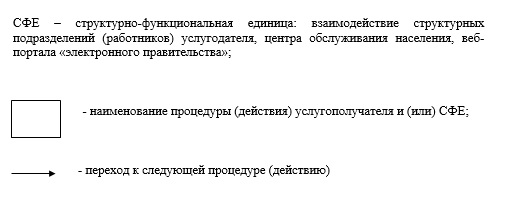 СФЕ – структурно-функциональная единица: взаимодействие структурных
подразделений (работников) услугодателя, центра обслуживания населения, веб-
портала «электронного правительства»;
- наименование процедуры (действия) услугополучателя и (или) СФЕ;
- переход к следующей процедуре (действию)